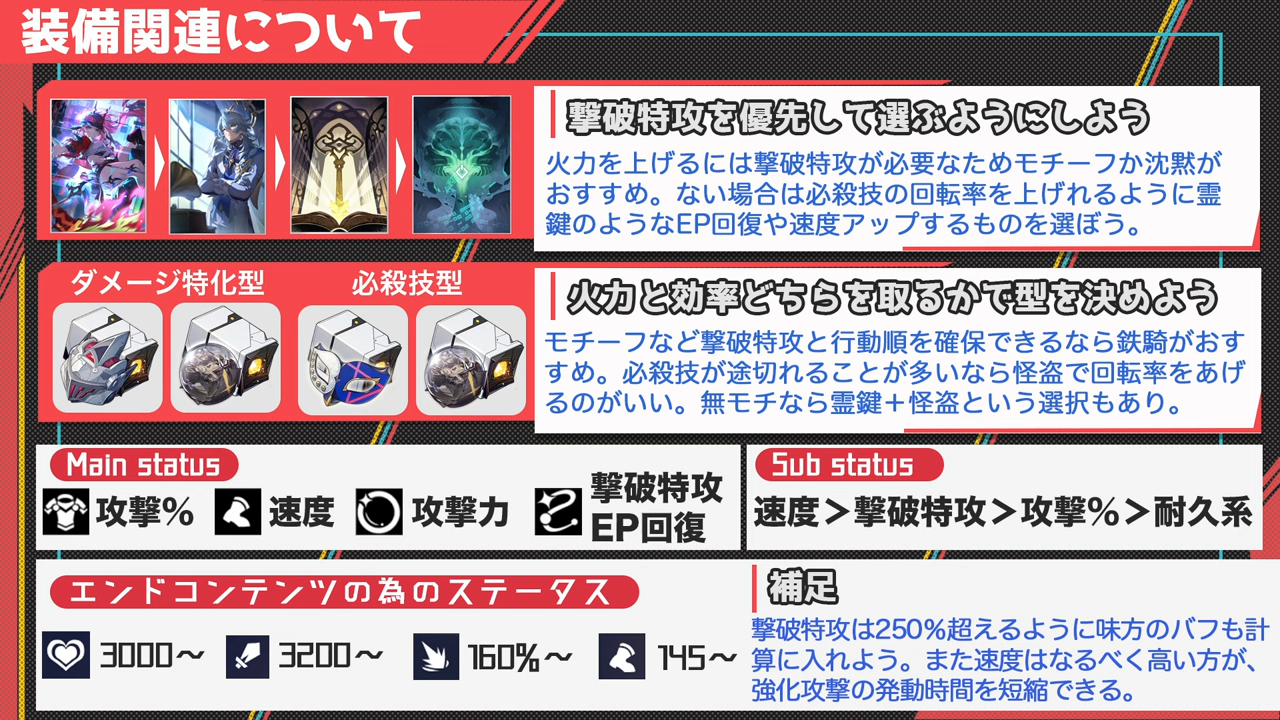 装備関連について
撃破特攻を優先して選ぶようにしよう
火力を上げるには撃破特攻が必要なためモチーフか沈黙が
おすすめ。ない場合は必殺技の回転率を上げれるように霊
鍵のようなEP回復や速度アップするものを選ぼう。
ダメージ特化型 必殺技型
火力と効率どちらを取るかで型を決めよう
モチーフなど撃破特攻と行動順を確保できるなら鉄騎がおす
すめ。必殺技が途切れることが多いなら怪盗で回転率をあげ
るのがいい。無モチなら霊鍵＋怪盗という選択もあり。
Main status
攻撃% 速度 攻撃力 撃破特攻
EP回復
Sub status
速度＞撃破特攻＞攻撃%＞耐久系
エンドコンテンツの為のステータス
3000～ 3200～ 160%～ 145～
補足
撃破特攻は250%超えるように味方のバフも計
算に入れよう。また速度はなるべく高い方が、
強化攻撃の発動時間を短縮できる。